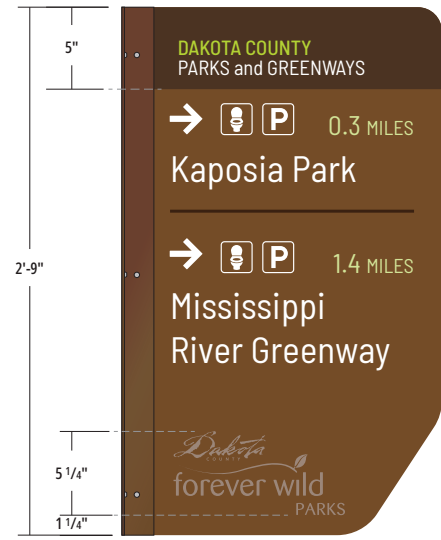 5"
DAKOTA COUNTY
PARKS and GREENWAYS
P 0.3 MILES
Kaposia Park
2'-9"
P 1.4 MILES
Mississippi
River Greenway
5 1/4"
Dakota
COUNTY
forever wild
PARKS
1 1/4"